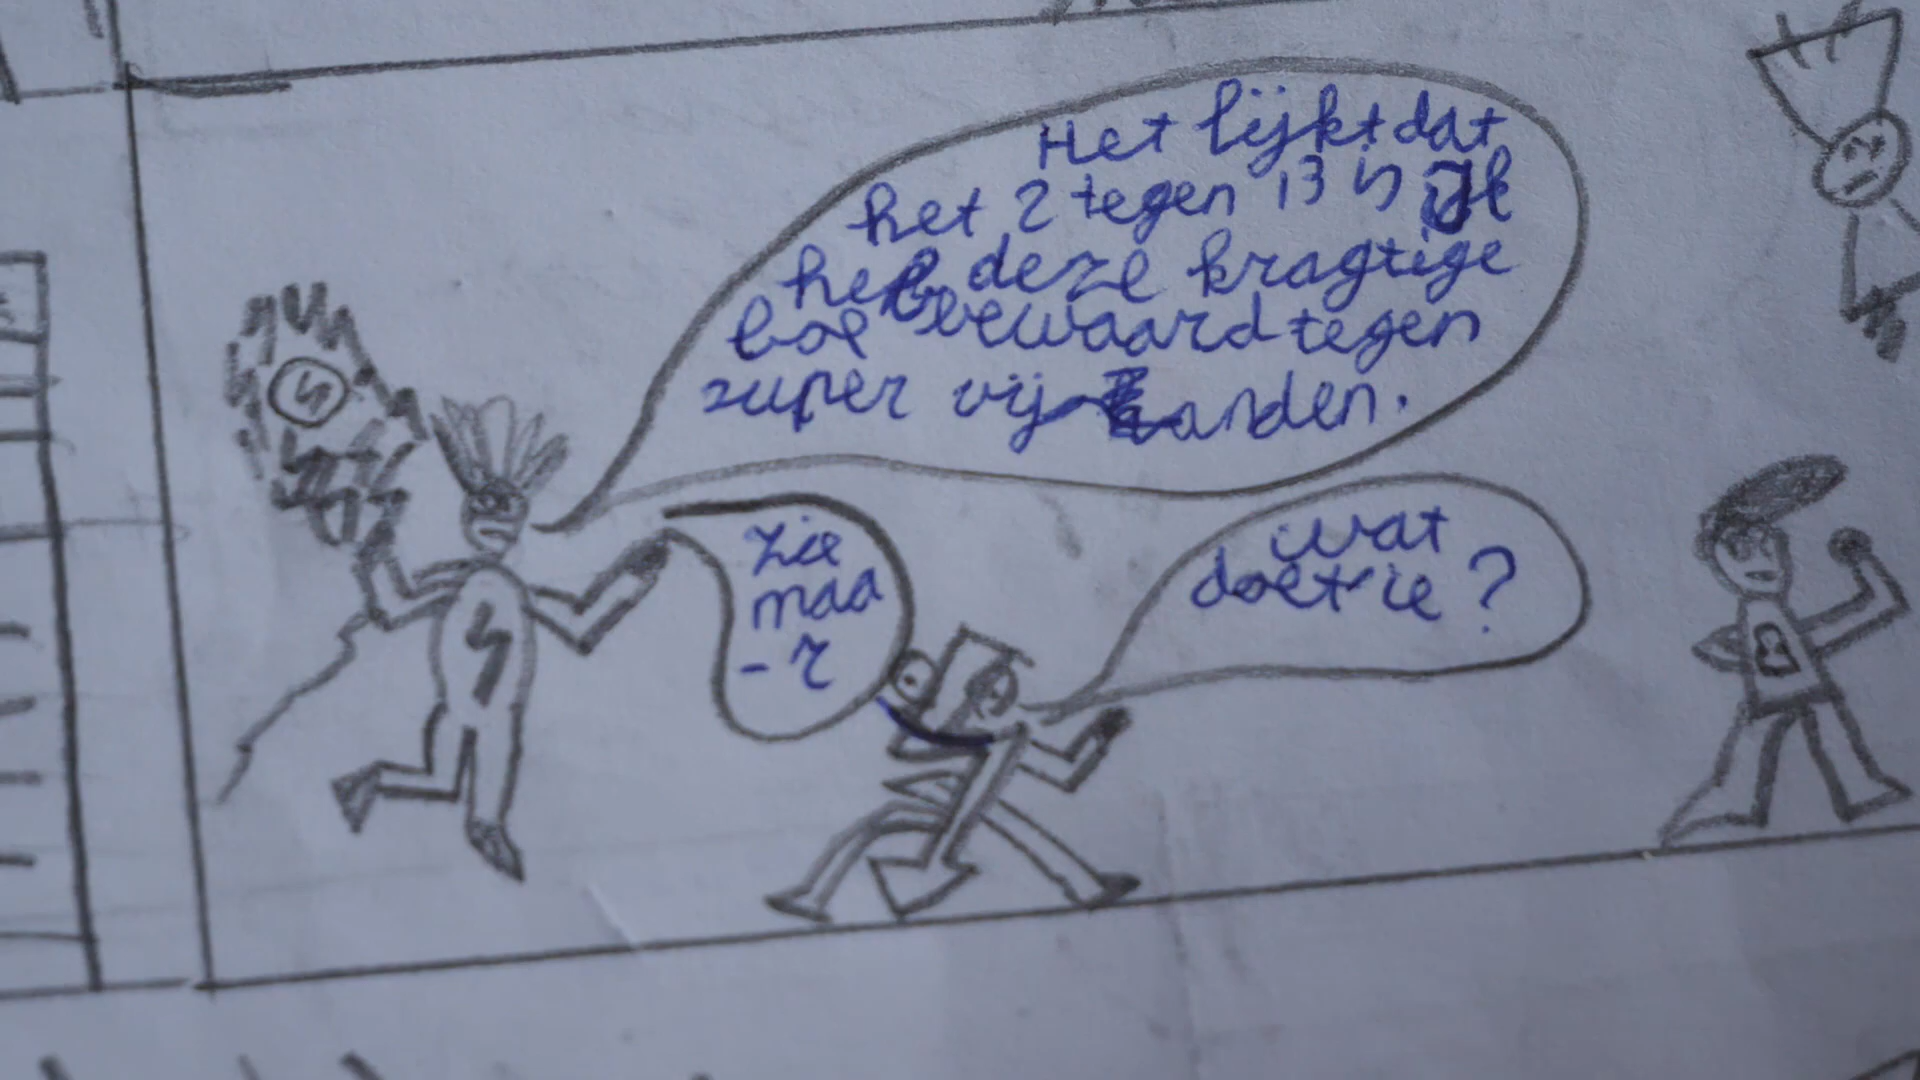 Het lijkt dat
het 2 tegen 13 is Ik
heb deze kragtige
bol bewaard tegen
super vijanden.
zie
maa
-r
wat
doet ie?